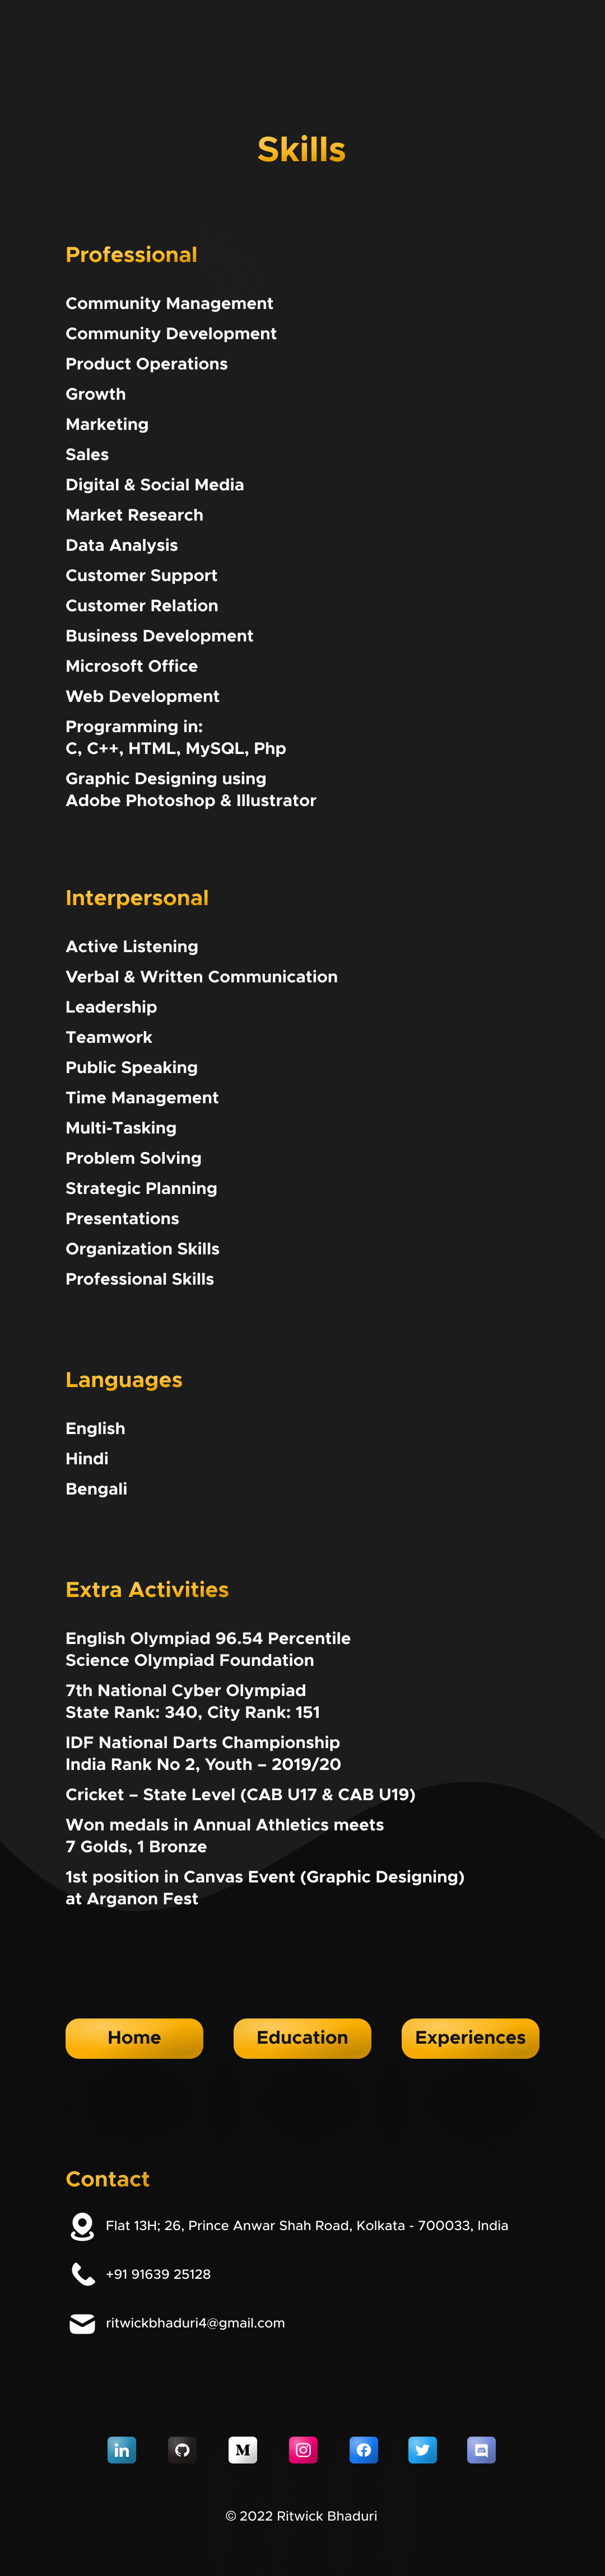 Skills
Professional
Community Management
Community Development
Product Operations
Growth
Marketing
Sales
Digital & Social Media
Market Research
Data Analysis
Customer Support
Customer Relation
Business Development
Microsoft Office
Web Development
Programming in:
C, C++, HTML, MySQL, Php
Graphic Designing using
Adobe Photoshop & Illustrator
Interpersonal
Active Listening
Verbal & Written Communication
Leadership
Teamwork
Public Speaking
Time Management
Multi-Tasking
Problem Solving
Strategic Planning
Presentations
Organization Skills
Professional Skills
Languages
English
Hindi
Bengali
Extra Activities
English Olympiad 96.54 Percentile
Science Olympiad Foundation
7th National Cyber Olympiad
State Rank: 340, City Rank: 151
IDF National Darts Championship
India Rank No 2, Youth – 2019/20
Cricket – State Level (CAB U17 & CAB U19)
Won medals in Annual Athletics meets
7 Golds, 1 Bronze
1st position in Canvas Event (Graphic Designing)
at Arganon Fest
Home Education Experiences
Contact
Flat 13H; 26, Prince Anwar Shah Road, Kolkata - 700033, India
+91 91639 25128
ritwickbhaduri4@gmail.com
in M
© 2022 Ritwick Bhaduri